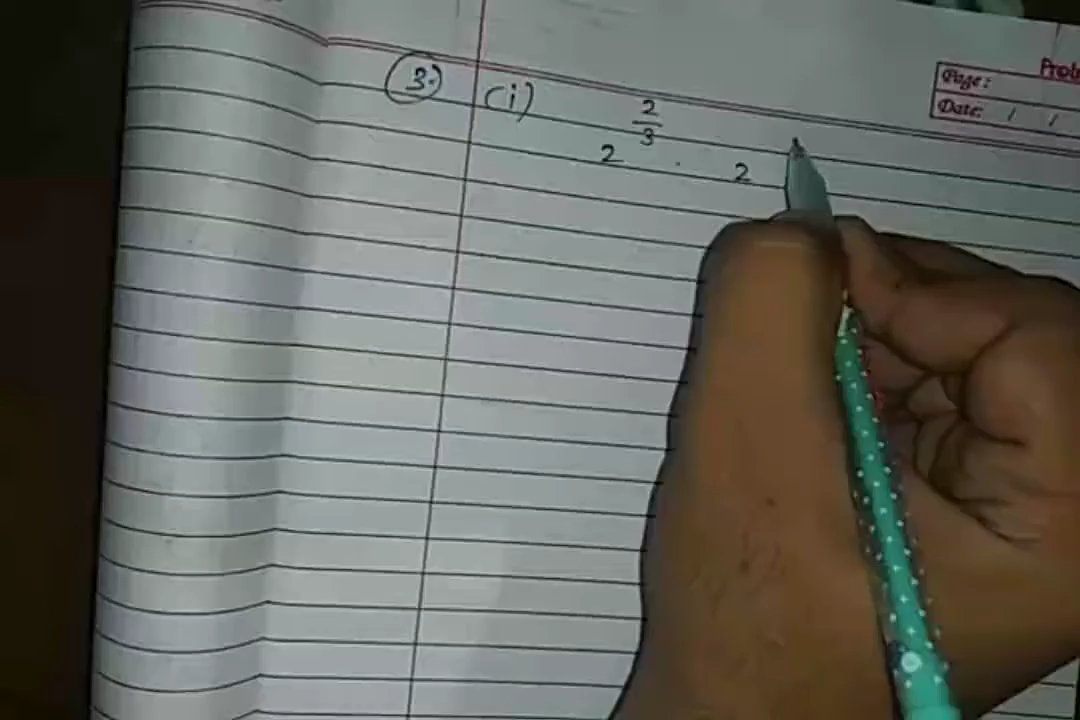 Page:
Date: / /
3. (i) 2 2/3 . 2